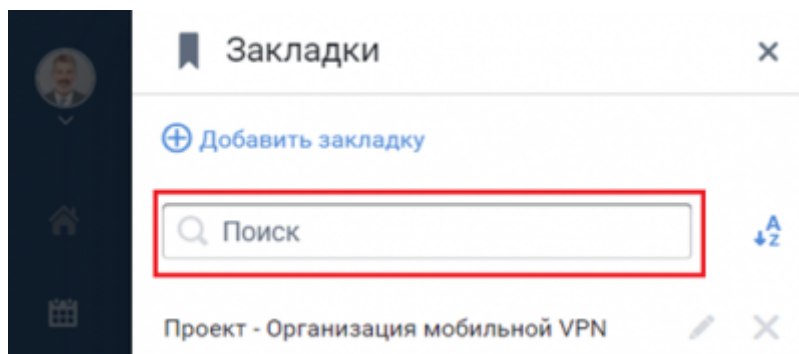 Закладки
Добавить закладку
Поиск
A
Z
Проект - Организация мобильной VPN